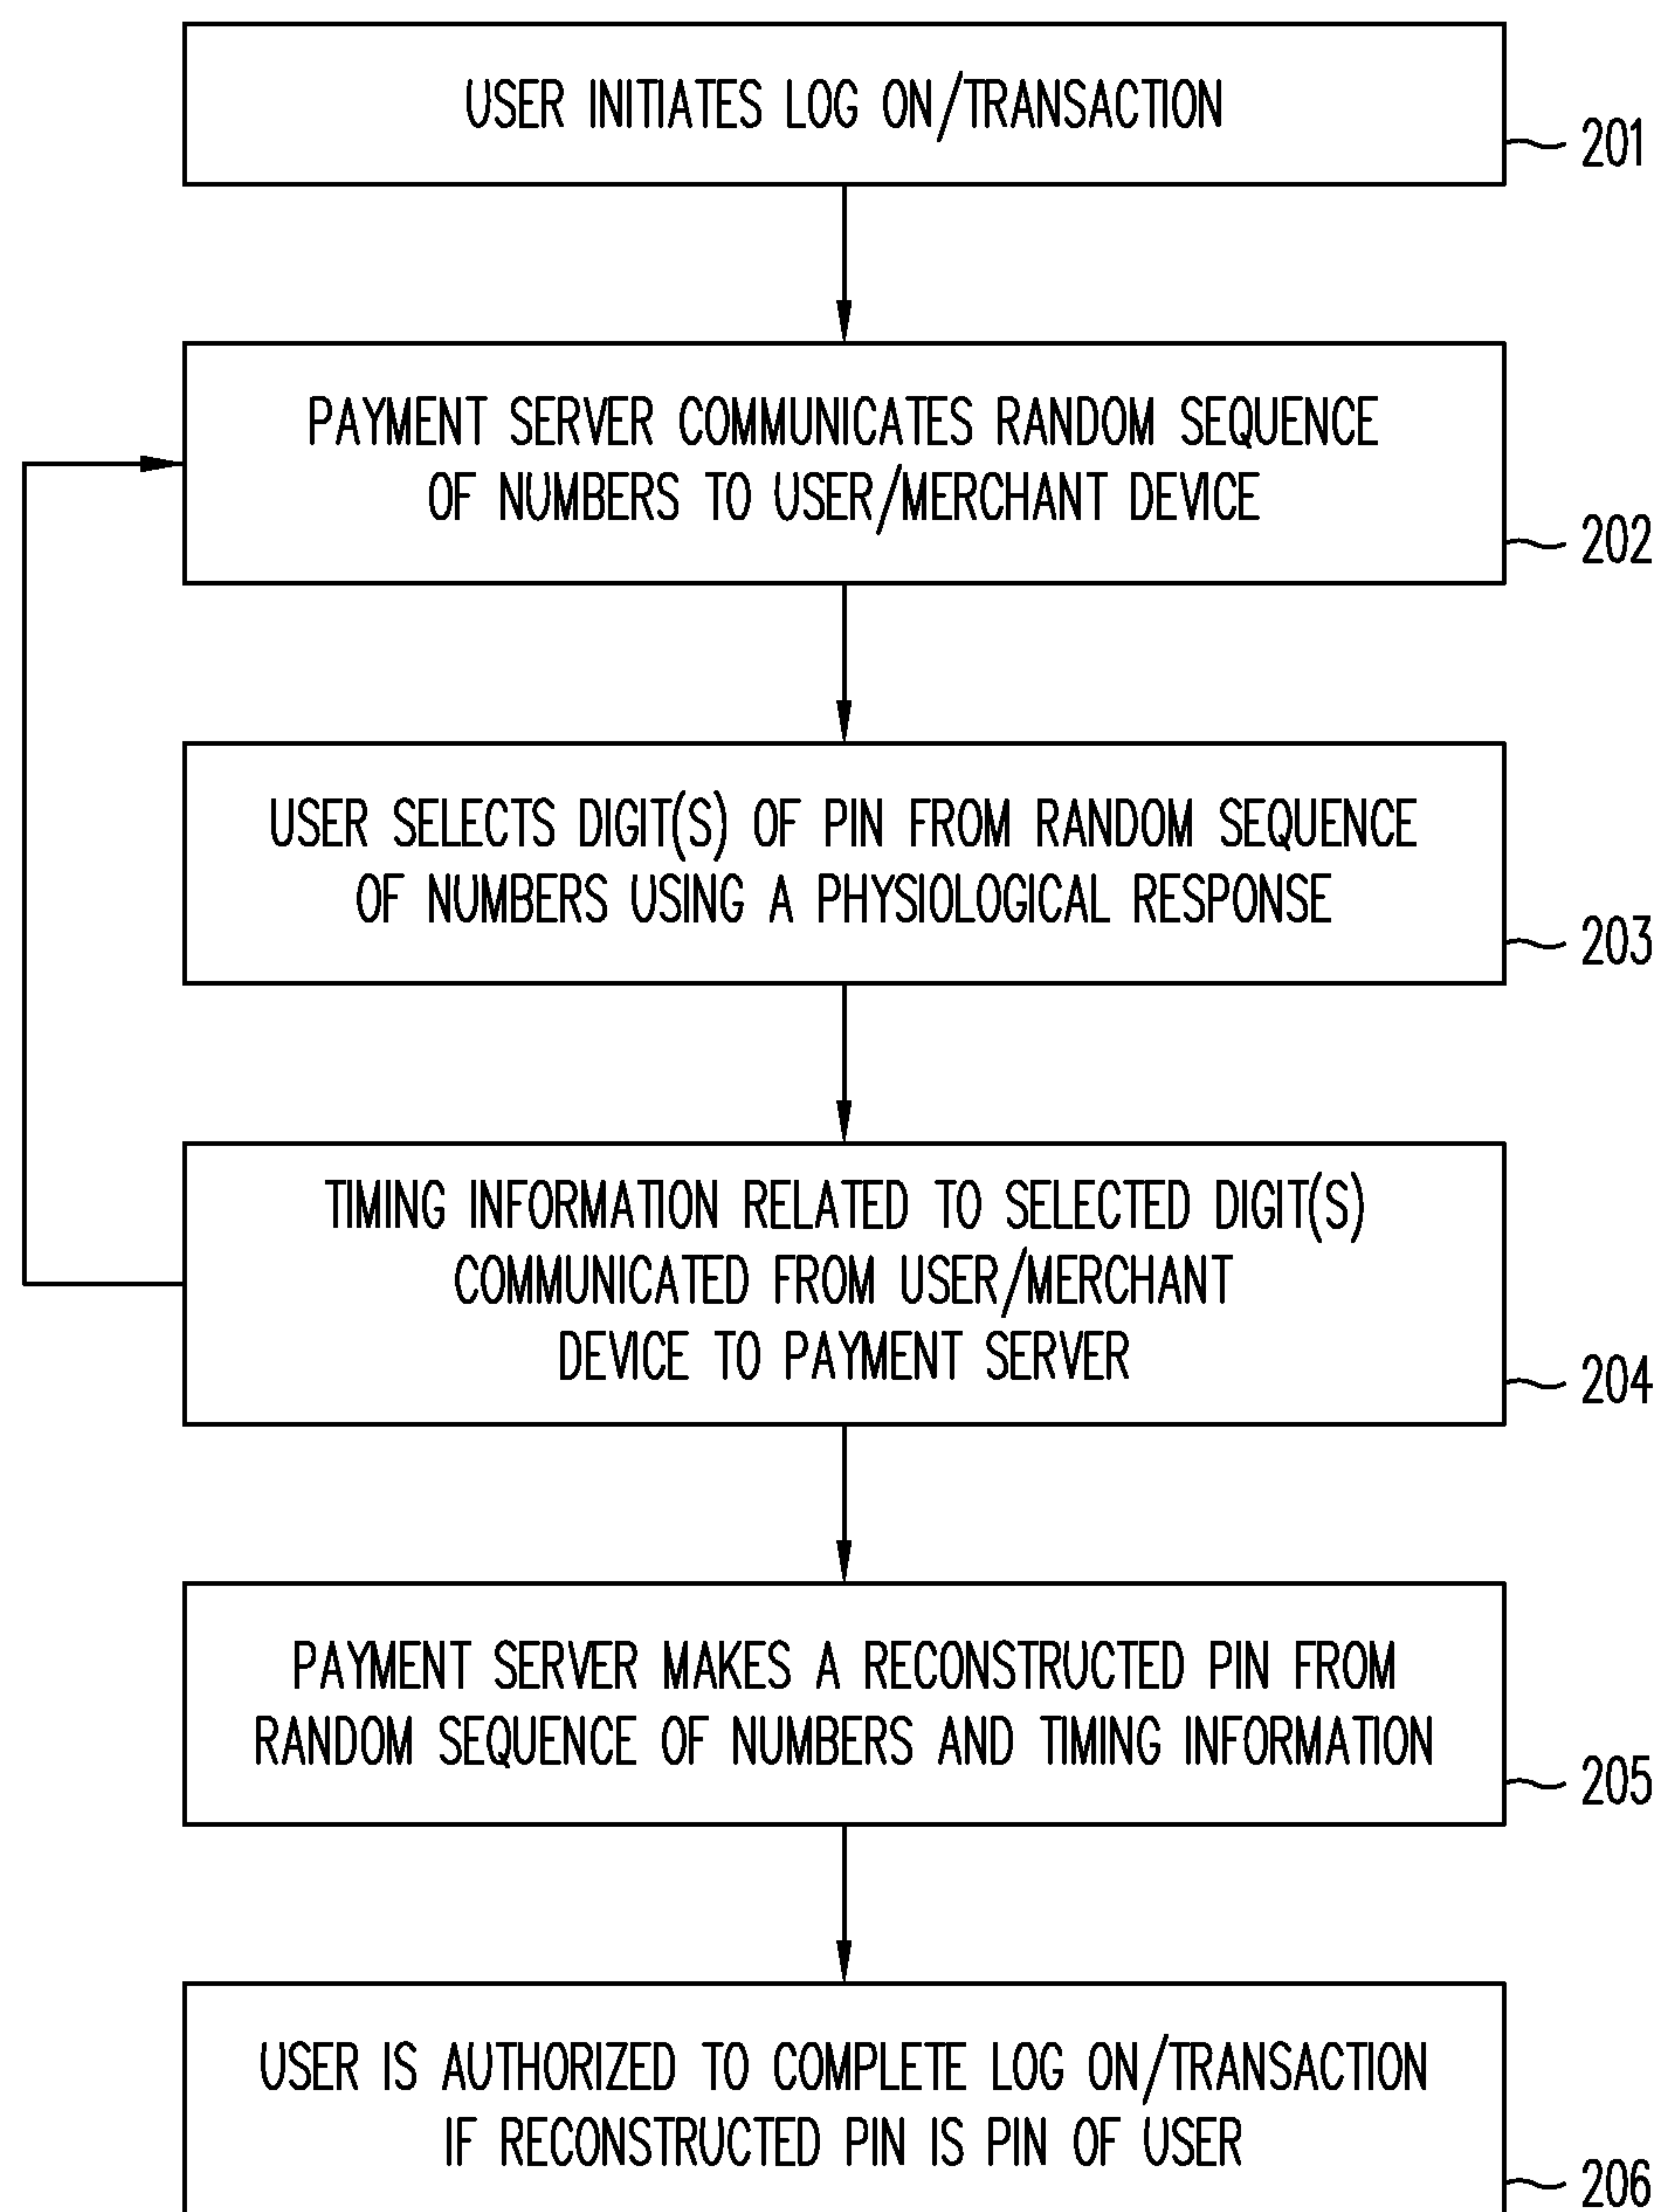 USER INITIATES LOG ON/TRANSACTION
201
PAYMENT SERVER COMMUNICATES RANDOM SEQUENCE
OF NUMBERS TO USER/MERCHANT DEVICE
202
USER SELECTS DIGIT(S) OF PIN FROM RANDOM SEQUENCE
OF NUMBERS USING A PHYSIOLOGICAL RESPONSE
203
TIMING INFORMATION RELATED TO SELECTED DIGIT(S)
COMMUNICATED FROM USER/MERCHANT
DEVICE TO PAYMENT SERVER
204
PAYMENT SERVER MAKES A RECONSTRUCTED PIN FROM
RANDOM SEQUENCE OF NUMBERS AND TIMING INFORMATION
205
USER IS AUTHORIZED TO COMPLETE LOG ON/TRANSACTION
IF RECONSTRUCTED PIN IS PIN OF USER
206